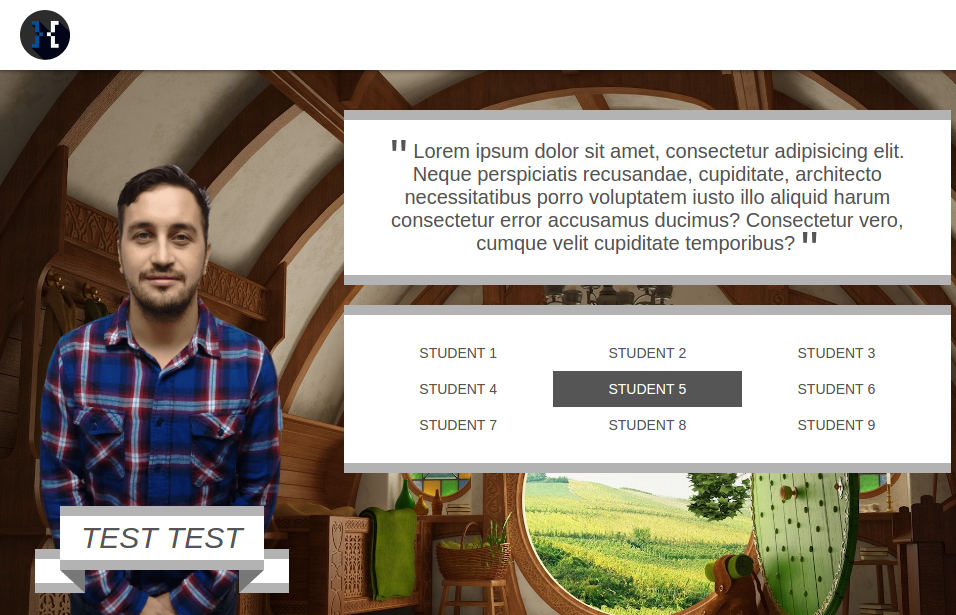 " Lorem ipsum dolor sit amet, consectetur adipisicing elit.
Neque perspiciatis recusandae, cupiditate, architecto
necessitatibus porro voluptatem iusto illo aliquid harum
consectetur error accusamus ducimus? Consectetur vero,
cumque velit cupiditate temporibus? "
STUDENT 1 STUDENT 2 STUDENT 3
STUDENT 4 STUDENT 5 STUDENT 6
STUDENT 7 STUDENT 8 STUDENT 9
TEST TEST